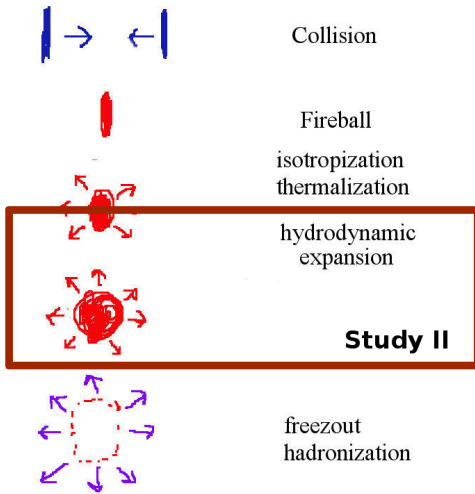 Collision
Fireball
isotropization
thermalization
hydrodynamic
expansion
Study II
freezout
hadronization